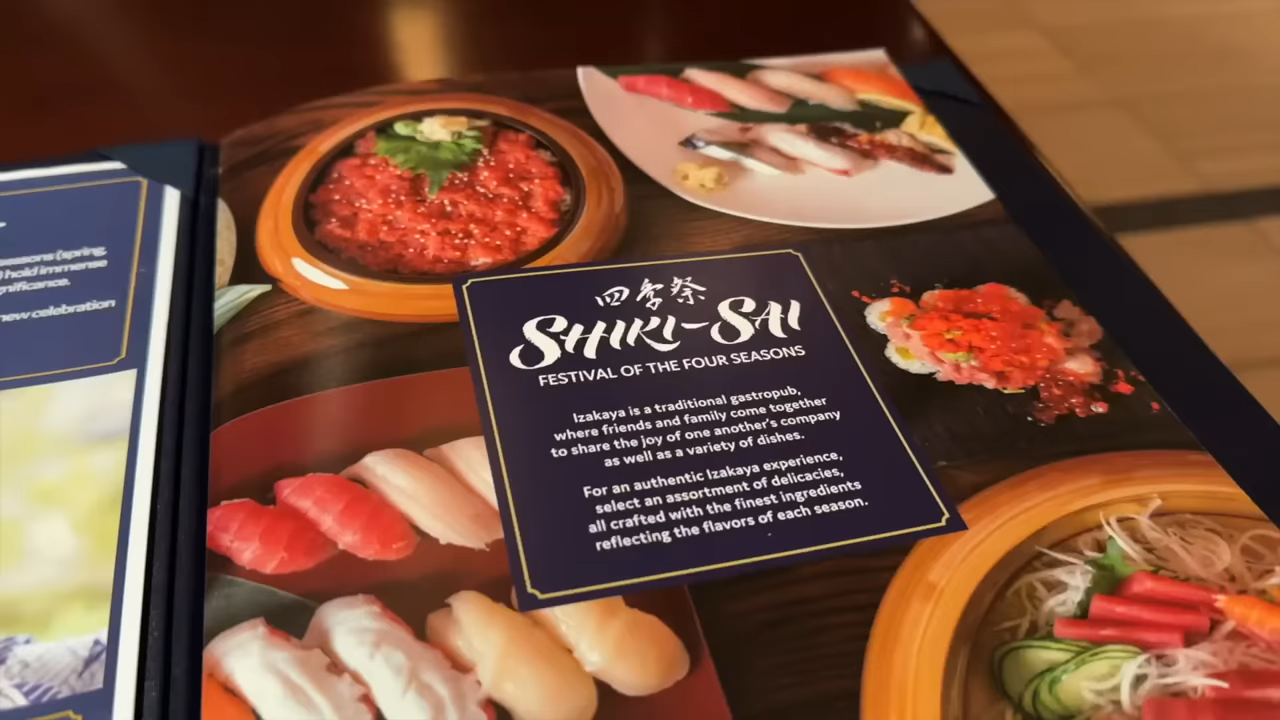 seasons (spring,
) hold immense
gnificance.
new celebration
四季祭
SHIKI-SAI
FESTIVAL OF THE FOUR SEASONS
Izakaya is a traditional gastropub,
where friends and family come together
to share the joy of one another's company
as well as a variety of dishes.
For an authentic Izakaya experience,
select an assortment of delicacies,
all crafted with the finest ingredients
reflecting the flavors of each season.